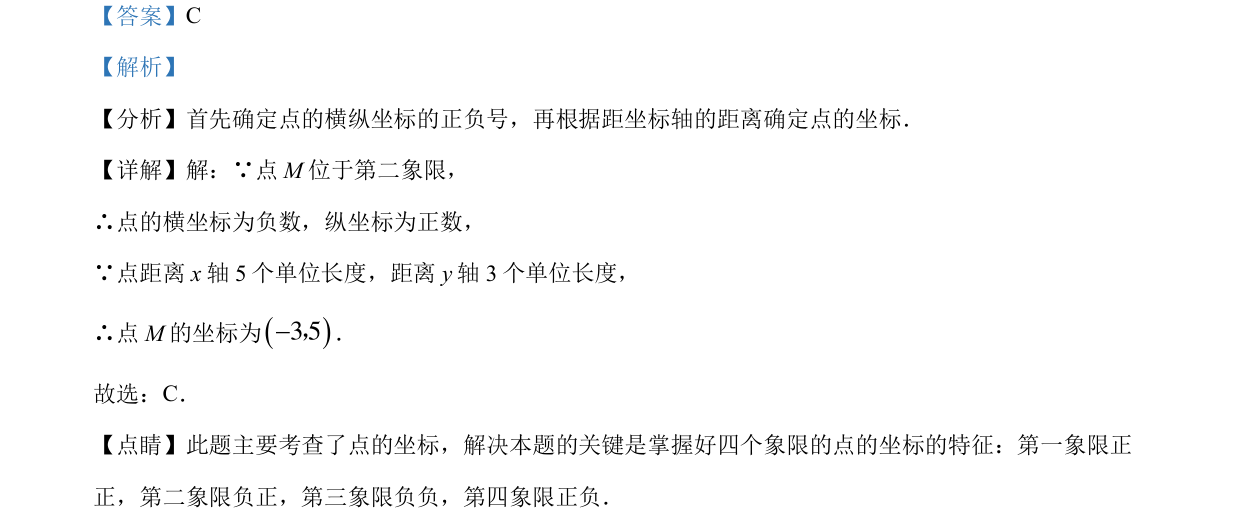 【答案】C
【解析】
【分析】首先确定点的横纵坐标的正负号，再根据距坐标轴的距离确定点的坐标．
【详解】解：∵点 M 位于第二象限，
∴点的横坐标为负数，纵坐标为正数，
∵点距离 x 轴 5 个单位长度，距离 y 轴 3 个单位长度，
∴点 M 的坐标为(−3,5)．
故选：C．
【点睛】此题主要考查了点的坐标，解决本题的关键是掌握好四个象限的点的坐标的特征：第一象限正
正，第二象限负正，第三象限负负，第四象限正负．